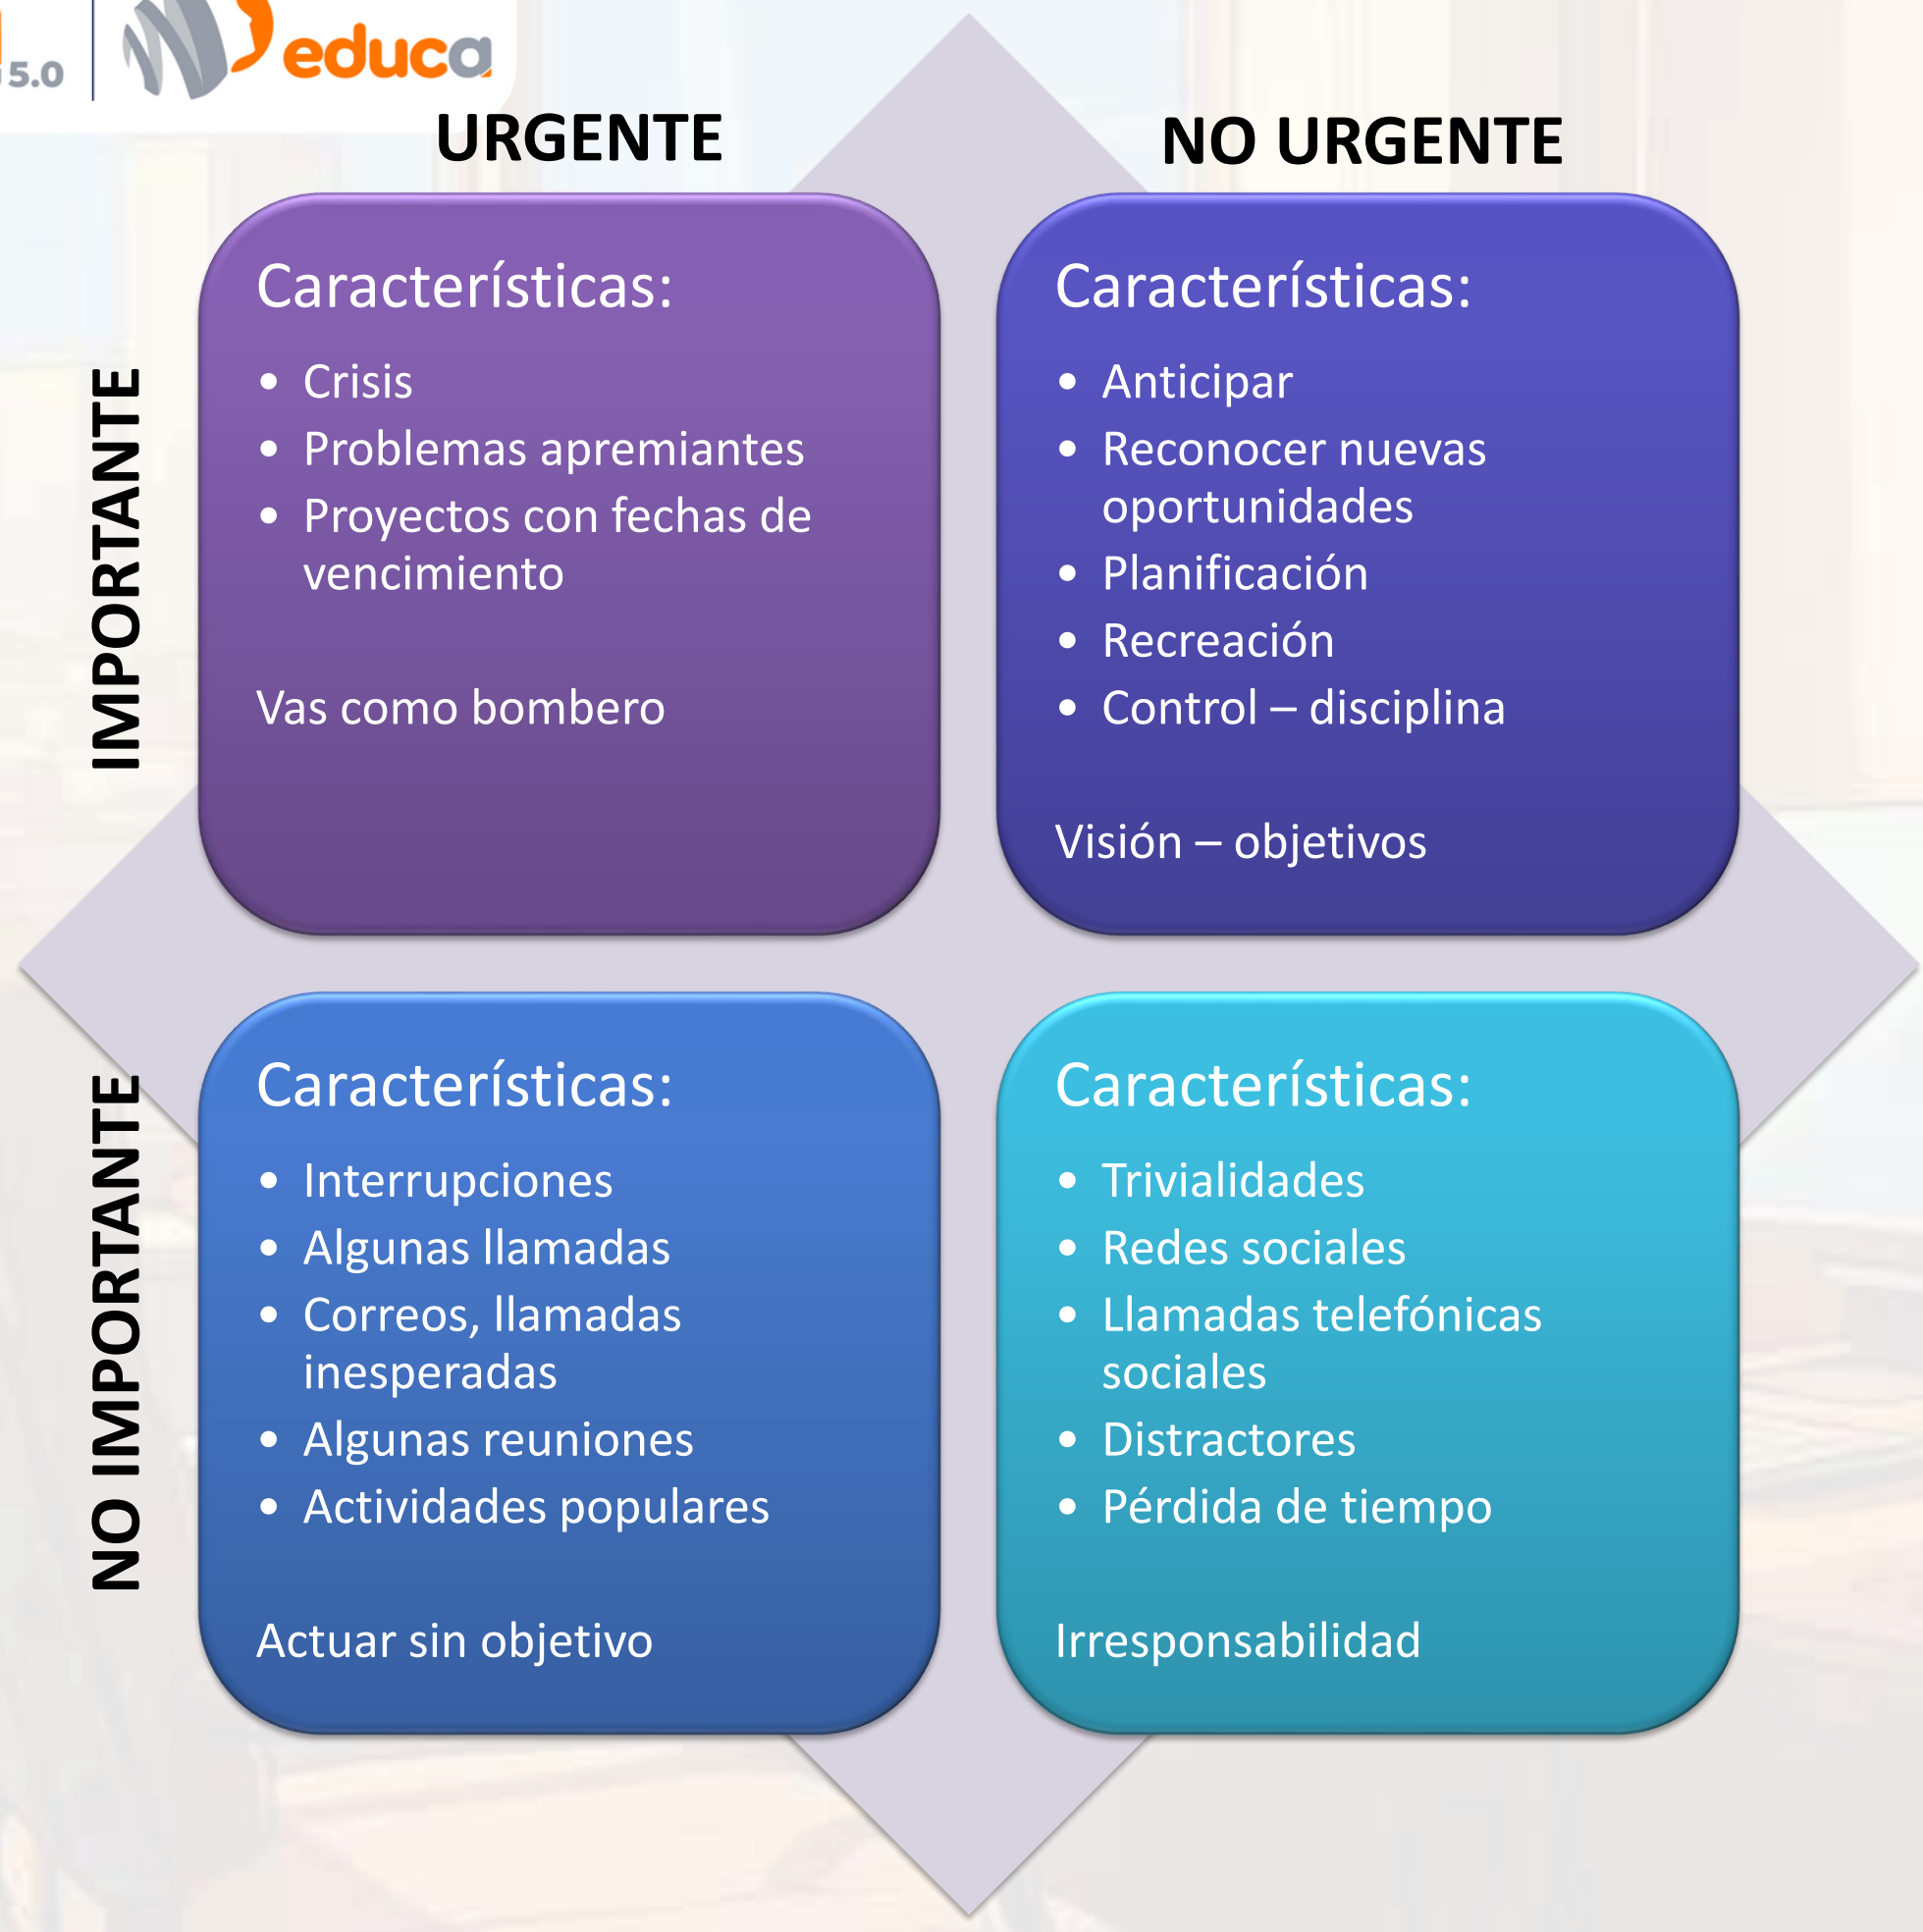 5.0
educa
URGENTE
NO URGENTE
IMPORTANTE
Características:
• Crisis
• Problemas apremiantes
• Proyectos con fechas de
vencimiento
Vas como bombero
Características:
• Anticipar
• Reconocer nuevas
oportunidades
• Planificación
• Recreación
• Control – disciplina
Visión – objetivos
NO IMPORTANTE
Características:
• Interrupciones
• Algunas llamadas
• Correos, llamadas
inesperadas
• Algunas reuniones
• Actividades populares
Actuar sin objetivo
Características:
• Trivialidades
• Redes sociales
• Llamadas telefónicas
sociales
• Distractores
• Pérdida de tiempo
Irresponsabilidad